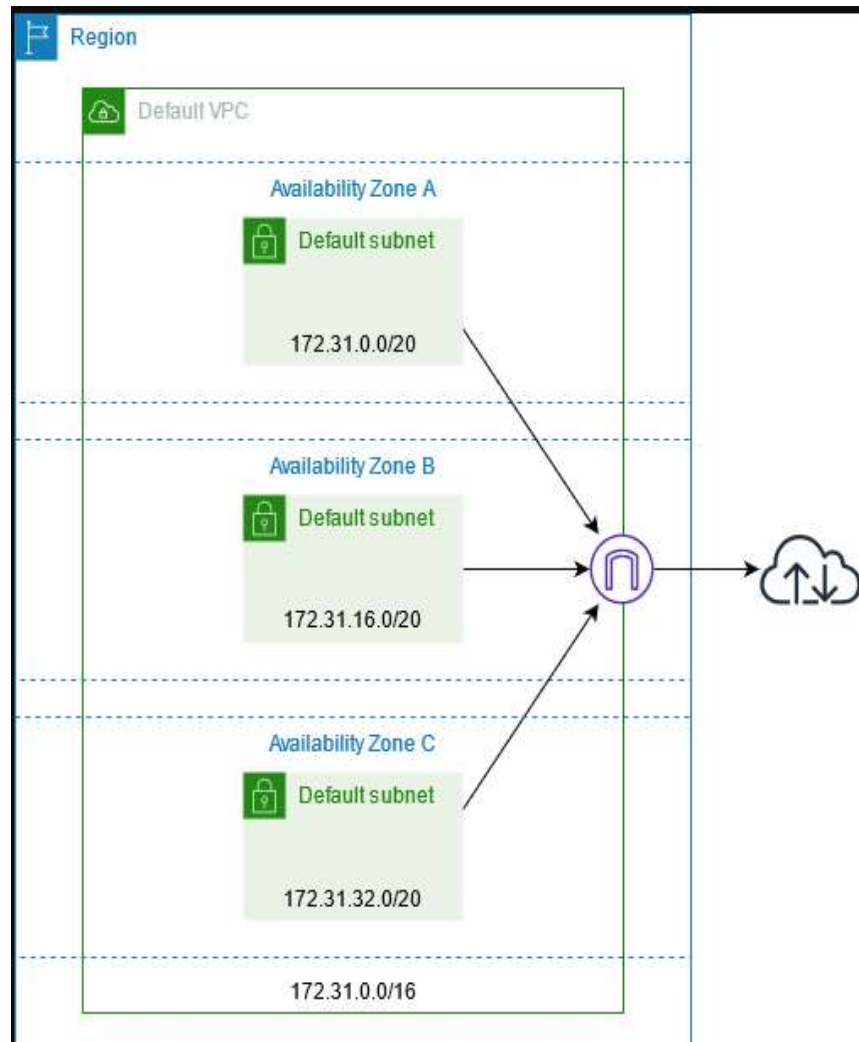 Region
Default VPC
Availability Zone A
Default subnet
172.31.0.0/20
Availability Zone B
Default subnet
172.31.16.0/20
Availability Zone C
Default subnet
172.31.32.0/20
172.31.0.0/16